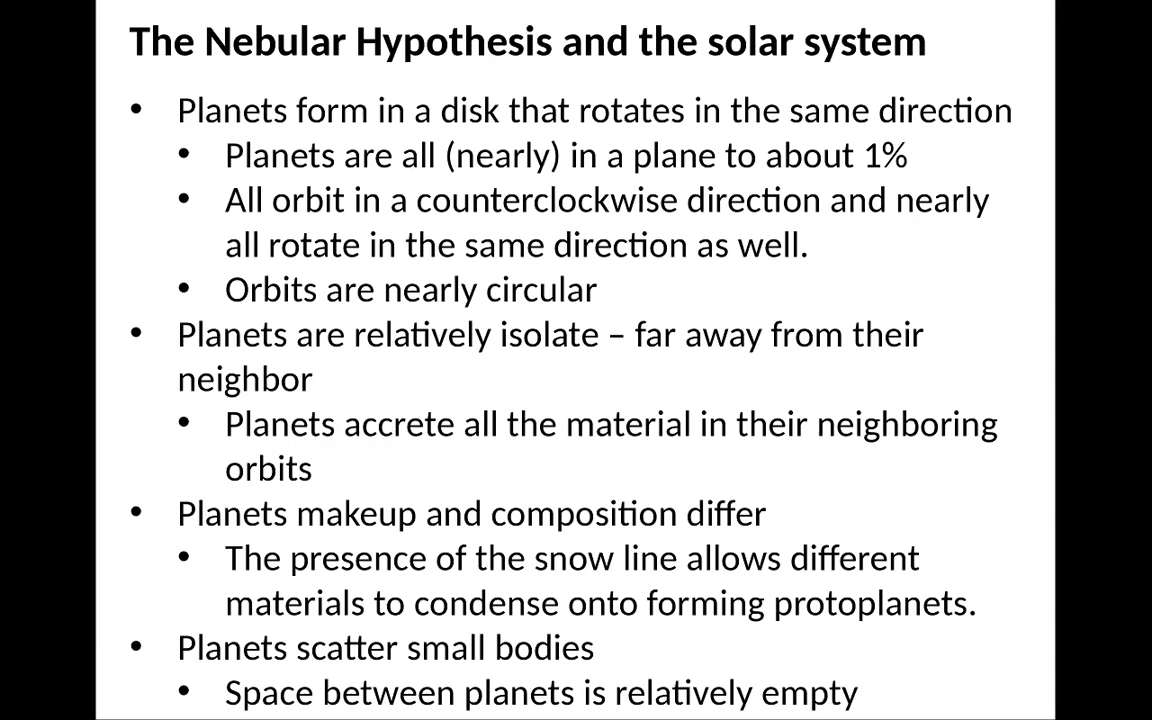 The Nebular Hypothesis and the solar system
• Planets form in a disk that rotates in the same direction
• Planets are all (nearly) in a plane to about 1%
• All orbit in a counterclockwise direction and nearly
all rotate in the same direction as well.
• Orbits are nearly circular
• Planets are relatively isolate – far away from their
neighbor
• Planets accrete all the material in their neighboring
orbits
• Planets makeup and composition differ
• The presence of the snow line allows different
materials to condense onto forming protoplanets.
• Planets scatter small bodies
• Space between planets is relatively empty